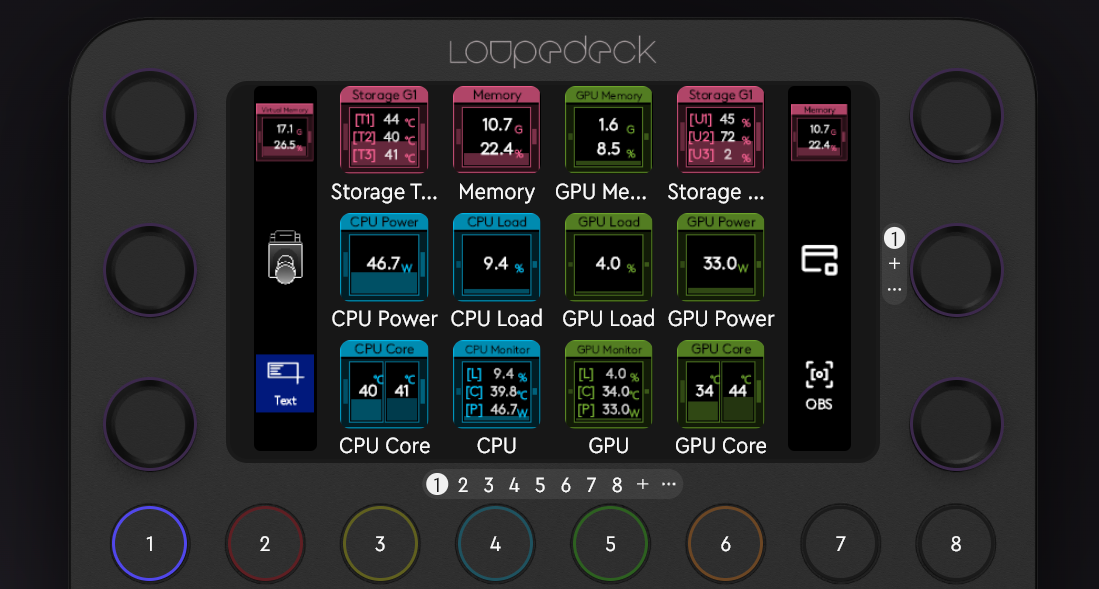 Loupedeck
Virtual Memory
17.1 G
26.5 %
Storage G1
[T1] 44 °C
[T2] 40 °C
[T3] 41 °C
Storage T...
Memory
10.7 G
22.4 %
Memory
GPU Memory
1.6 G
8.5 %
GPU Me...
Storage G1
[U1] 45 %
[U2] 72 %
[U3] 2 %
Storage ...
Memory
10.7 G
22.4 %
CPU Power
46.7 W
CPU Power
CPU Load
9.4 %
CPU Load
GPU Load
4.0 %
GPU Load
GPU Power
33.0 W
GPU Power
1
+
...
Text
CPU Core
°C °C
40 41
CPU Core
CPU Monitor
[L] 9.4 %
[C] 39.8 °C
[P] 46.7 W
CPU
GPU Monitor
[L] 4.0 %
[C] 34.0 °C
[P] 33.0 W
GPU
GPU Core
°C °C
34 44
GPU Core
OBS
1 2 3 4 5 6 7 8 + ...
1 2 3 4 5 6 7 8